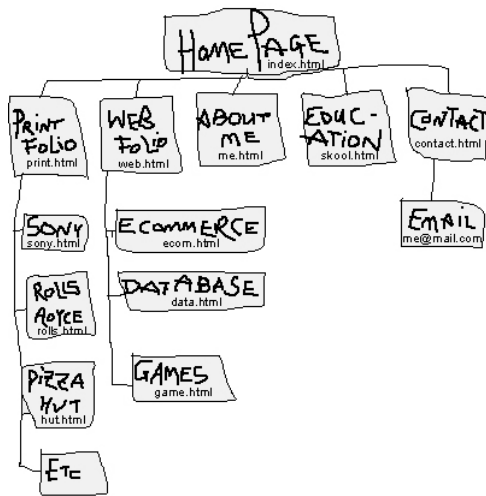 HOME PAGE
index.html
PRINT
FOLIO
print.html
WEB
FOLIO
web.html
ABOUT
ME
me.html
EDUC-
ATION
skool.html
CONTACT
contact.html
SONY
sony.html
ECOMMERCE
ecom.html
EMAIL
me@mail.com
ROLLS
ROYCE
rolls.html
DATABASE
data.html
PIZZA
HUT
hut.html
GAMES
game.html
ETC